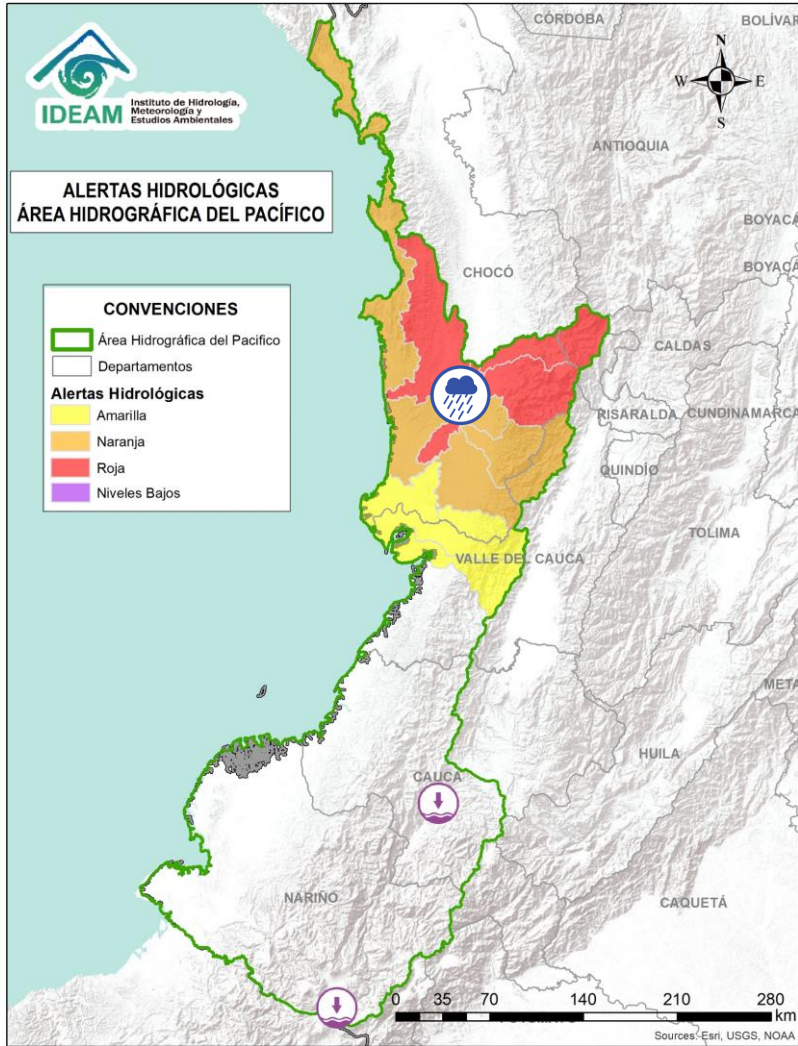 IDEAM
Instituto de Hidrología,
Meteorología y
Estudios Ambientales
CÓRDOBA
BOLÍVAR
N
W
E
S
ANTIOQUIA
ALERTAS HIDROLÓGICAS
ÁREA HIDROGRÁFICA DEL PACÍFICO
BOYACÁ
CHOCÓ
BOYACÁ
CONVENCIONES
Área Hidrográfica del Pacífico
Departamentos
Alertas Hidrológicas
Amarilla
Naranja
Roja
Niveles Bajos
CALDAS
RISARALDA
CUNDINAMARCA
QUINDÍO
TOLIMA
VALLE DEL CAUCA
META
HUILA
CAUCA
NARIÑO
CAQUETÁ
0 35 70 140 210 280
km
Sources: Esri, USGS, NOAA